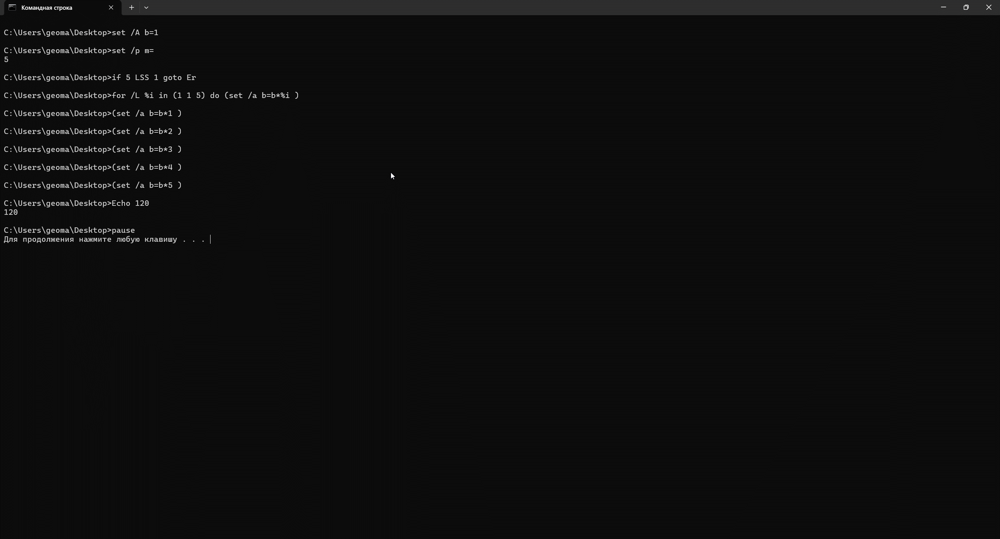 Командная строка
C:\Users\geoma\Desktop>set /A b=1
C:\Users\geoma\Desktop>set /p m=
5
C:\Users\geoma\Desktop>if 5 LSS 1 goto Er
C:\Users\geoma\Desktop>for /L %i in (1 1 5) do (set /a b=b*%i )
C:\Users\geoma\Desktop>(set /a b=b*1 )
C:\Users\geoma\Desktop>(set /a b=b*2 )
C:\Users\geoma\Desktop>(set /a b=b*3 )
C:\Users\geoma\Desktop>(set /a b=b*4 )
C:\Users\geoma\Desktop>(set /a b=b*5 )
C:\Users\geoma\Desktop>Echo 120
120
C:\Users\geoma\Desktop>pause
Для продолжения нажмите любую клавишу . . .